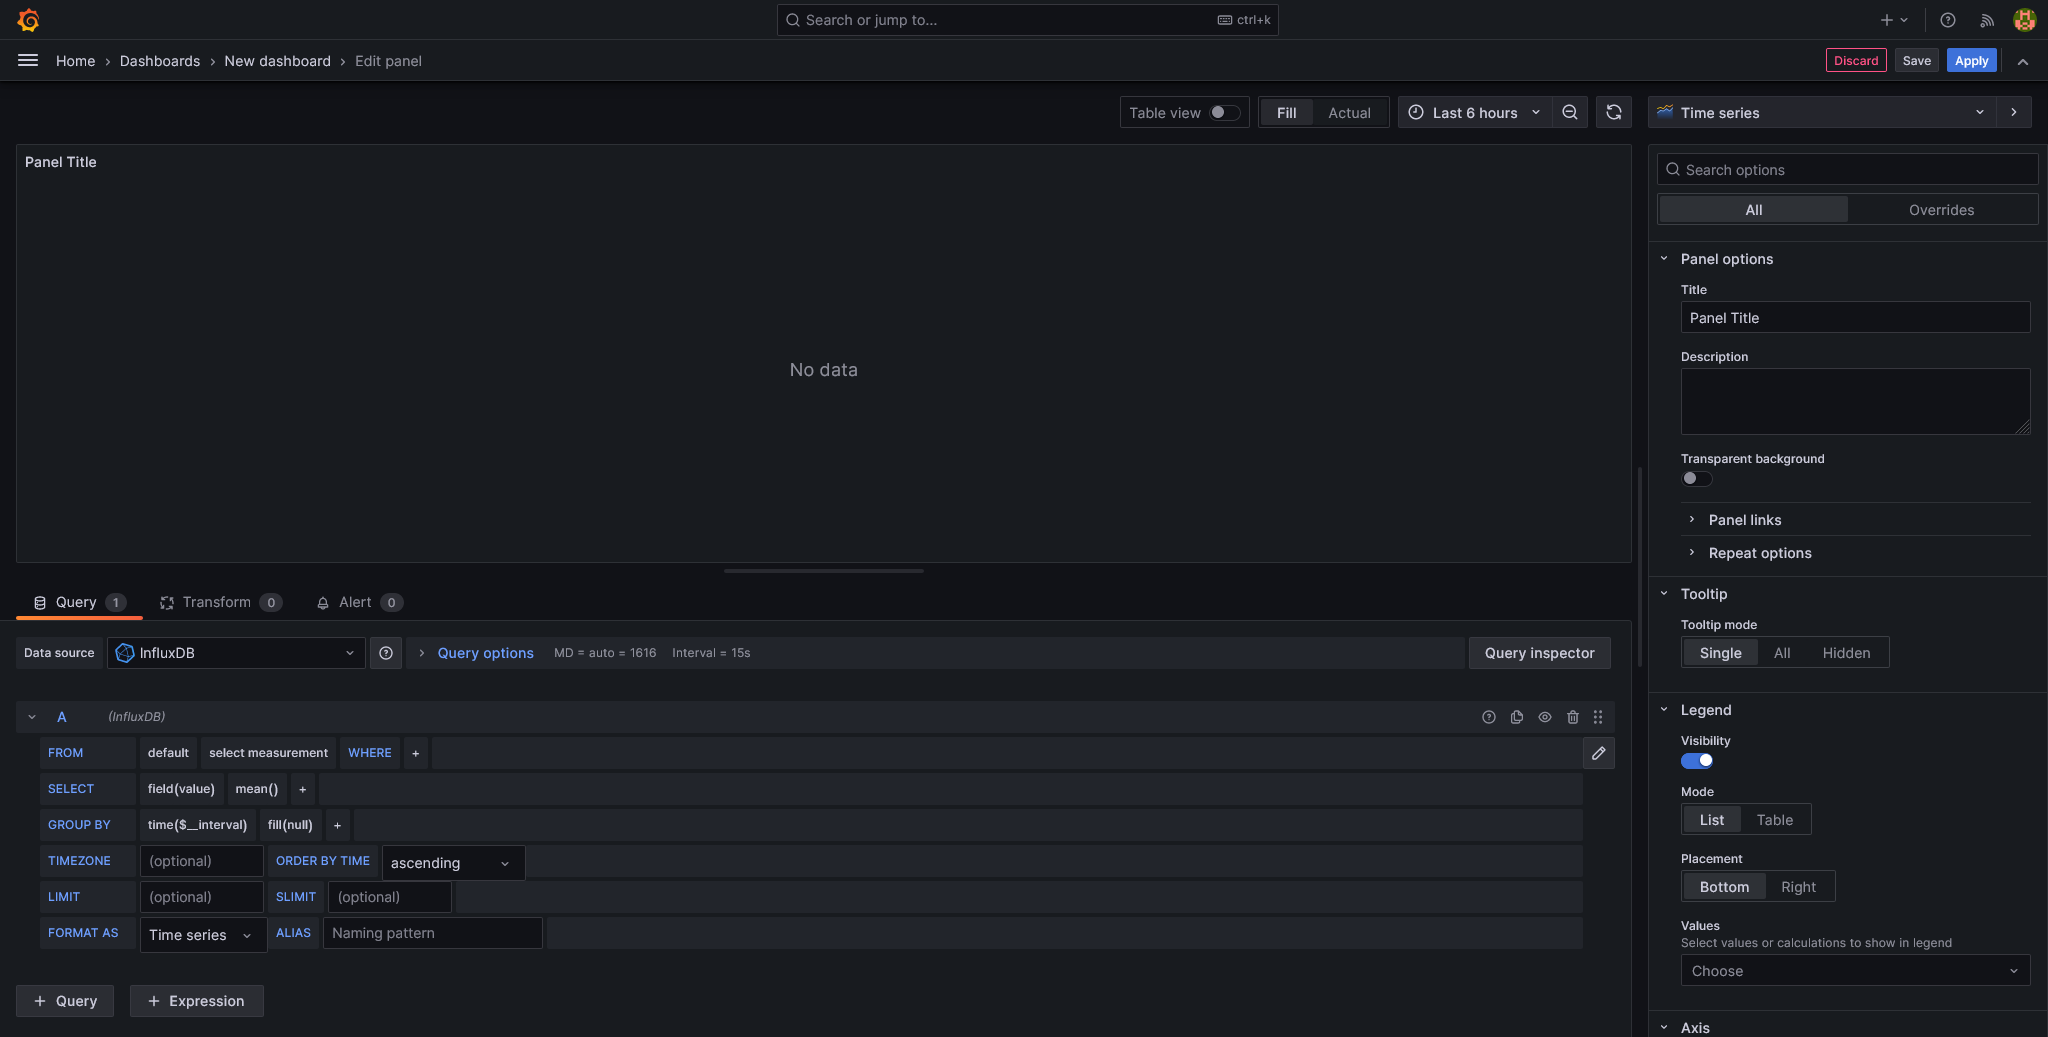 Search or jump to...
ctrl+k
Home
Dashboards
New dashboard
Edit panel
Discard
Save
Apply
Table view
Fill
Actual
Last 6 hours
Time series
Panel Title
No data
Search options
All
Overrides
Panel options
Title
Panel Title
Description
Transparent background
Panel links
Repeat options
Tooltip
Tooltip mode
Single
All
Hidden
Legend
Visibility
Mode
List
Table
Placement
Bottom
Right
Values
Select values or calculations to show in legend
Choose
Axis
Query 1
Transform 0
Alert 0
Data source
InfluxDB
Query options
MD = auto = 1616
Interval = 15s
Query inspector
A
(InfluxDB)
FROM default select measurement WHERE +
SELECT field(value) mean() +
GROUP BY time($__interval) fill(null) +
TIMEZONE (optional) ORDER BY TIME ascending
LIMIT (optional) SLIMIT (optional)
FORMAT AS Time series ALIAS Naming pattern
+ Query
+ Expression